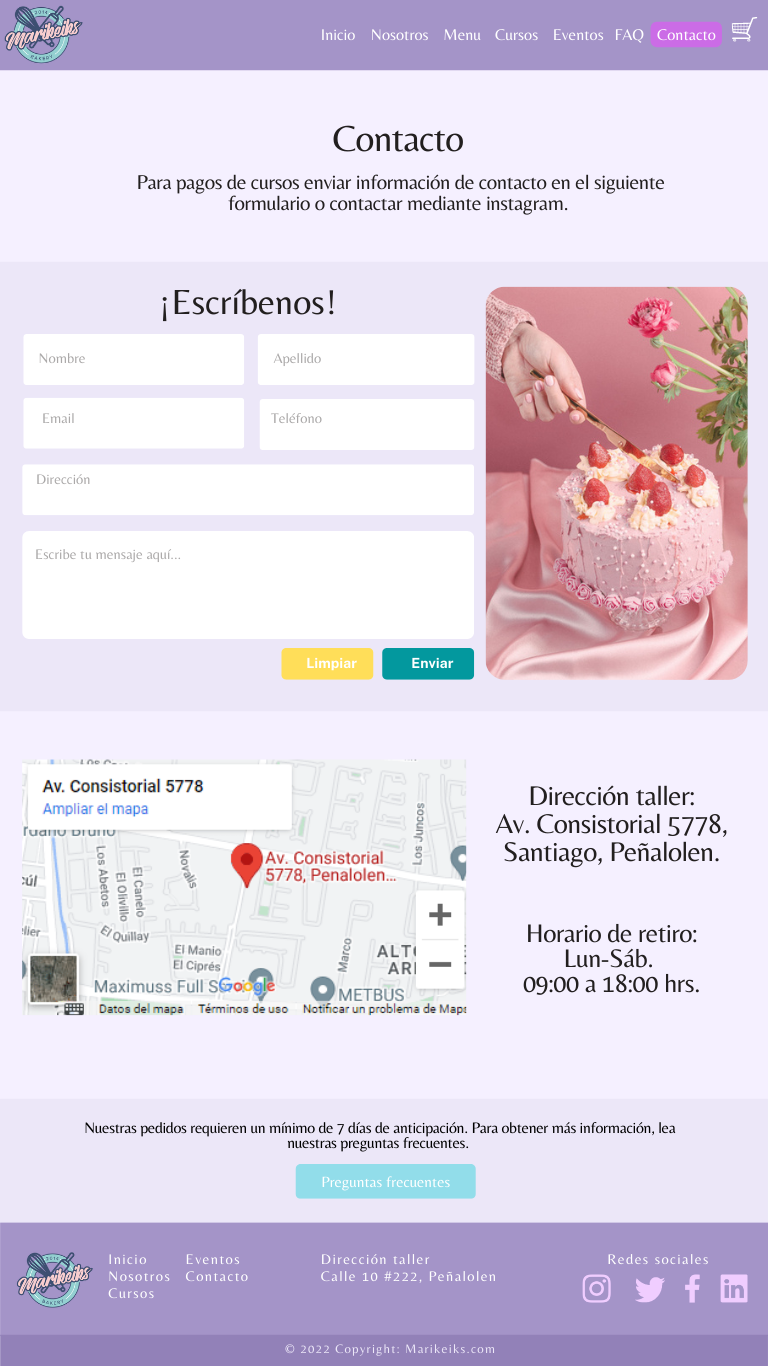 2016
Marikeiks
BAKERY
Inicio Nosotros Menu Cursos Eventos FAQ Contacto
Contacto
Para pagos de cursos enviar información de contacto en el siguiente
formulario o contactar mediante instagram.
¡Escríbenos!
Nombre Apellido
Email Teléfono
Dirección
Escribe tu mensaje aquí...
Limpiar Enviar
Av. Consistorial 5778
Ampliar el mapa
Los Ca
rdano Bruno
Los Abetos
El Olivillo
El Canelo
Novalis
Los Juncos
Av. Consistorial
5778, Penalolen...
cúl
elier
El Quillay
El Manio
El Ciprés
Marco
Maximuss Full S
Google
METBUS
Datos del mapa Términos de uso Notificar un problema de Maps
Dirección taller:
Av. Consistorial 5778,
Santiago, Peñalolen.
Horario de retiro:
Lun-Sáb.
09:00 a 18:00 hrs.
Nuestras pedidos requieren un mínimo de 7 días de anticipación. Para obtener más información, lea
nuestras preguntas frecuentes.
Preguntas frecuentes
2016
Marikeiks
BAKERY
Inicio Eventos
Nosotros Contacto
Cursos
Dirección taller
Calle 10 #222, Peñalolen
Redes sociales
© 2022 Copyright: Marikeiks.com